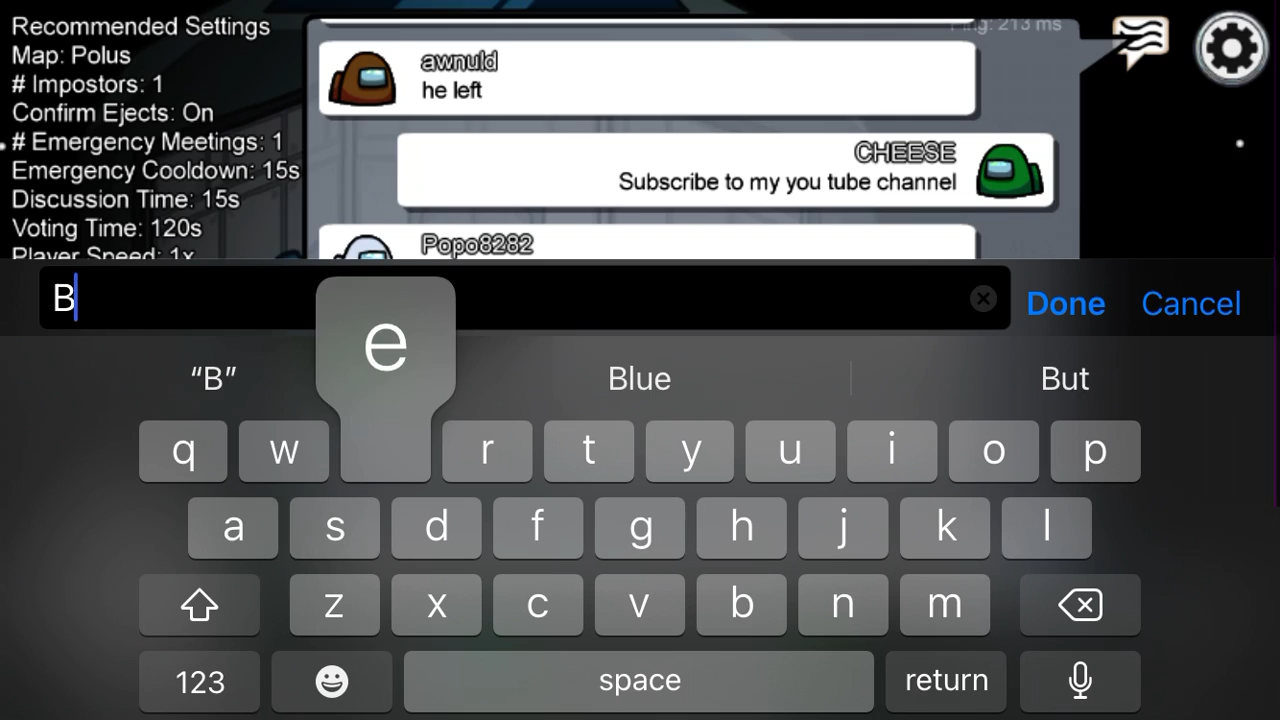 Recommended Settings
Map: Polus
# Impostors: 1
Confirm Ejects: On
# Emergency Meetings: 1
Emergency Cooldown: 15s
Discussion Time: 15s
Voting Time: 120s
Player Speed: 1x
Ping: 213 ms
awnuld
he left
CHEESE
Subscribe to my you tube channel
Popo8282
B
Done
Cancel
e
“B”
Blue
But
q w r t y u i o p
a s d f g h j k l
z x c v b n m
123
space
return